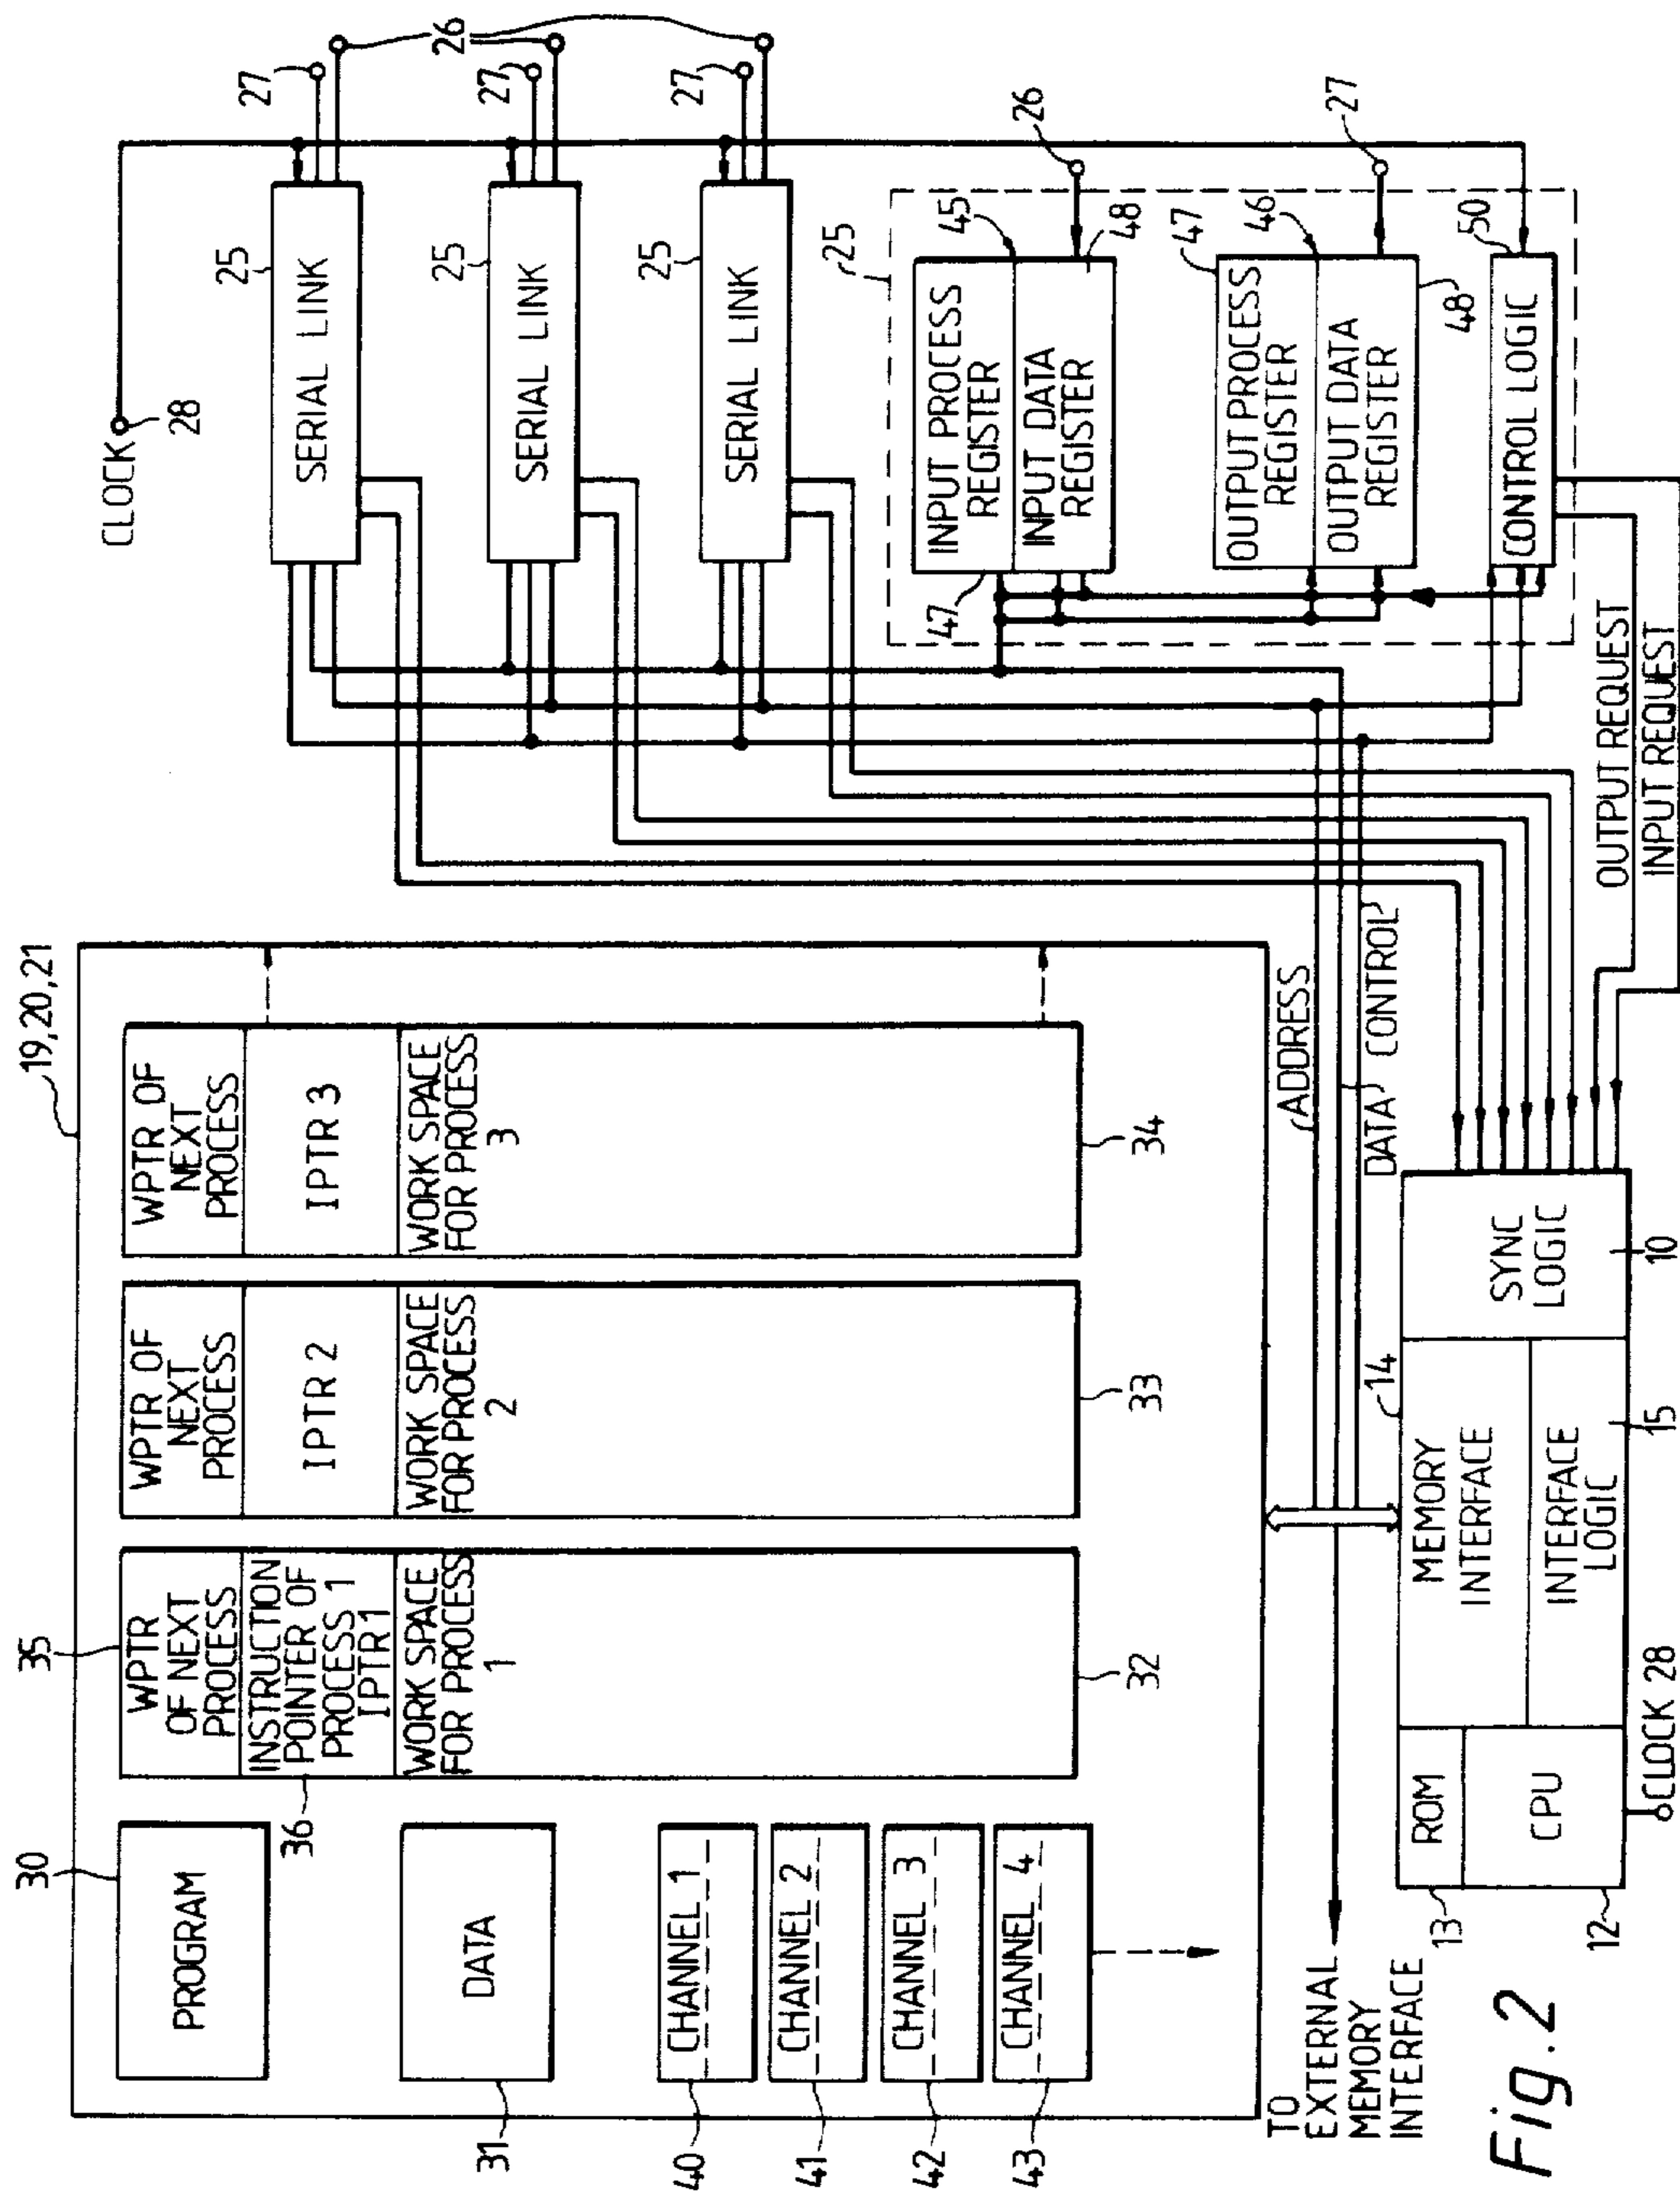 19,20,21
30
PROGRAM
31
DATA
40
CHANNEL 1
41
CHANNEL 2
42
CHANNEL 3
43
CHANNEL 4
35
WPTR
OF NEXT
PROCESS
36
INSTRUCTION
POINTER OF
PROCESS 1
IPTR1
WORK SPACE
FOR PROCESS
1
32
WPTR OF
NEXT
PROCESS
IPTR 2
WORK SPACE
FOR PROCESS
2
33
WPTR OF
NEXT
PROCESS
IPTR 3
WORK SPACE
FOR PROCESS
3
34
CLOCK
28
25
SERIAL LINK
27
26
25
SERIAL LINK
27
25
SERIAL LINK
27
25
47
INPUT PROCESS
REGISTER
45
INPUT DATA
REGISTER
48
26
47
OUTPUT PROCESS
REGISTER
46
OUTPUT DATA
REGISTER
48
27
50
CONTROL LOGIC
OUTPUT REQUEST
INPUT REQUEST
ADDRESS
DATA
CONTROL
TO
EXTERNAL
MEMORY
INTERFACE
13
ROM
12
CPU
CLOCK 28
14
MEMORY
INTERFACE
INTERFACE
LOGIC
15
SYNC
LOGIC
10
Fig. 2